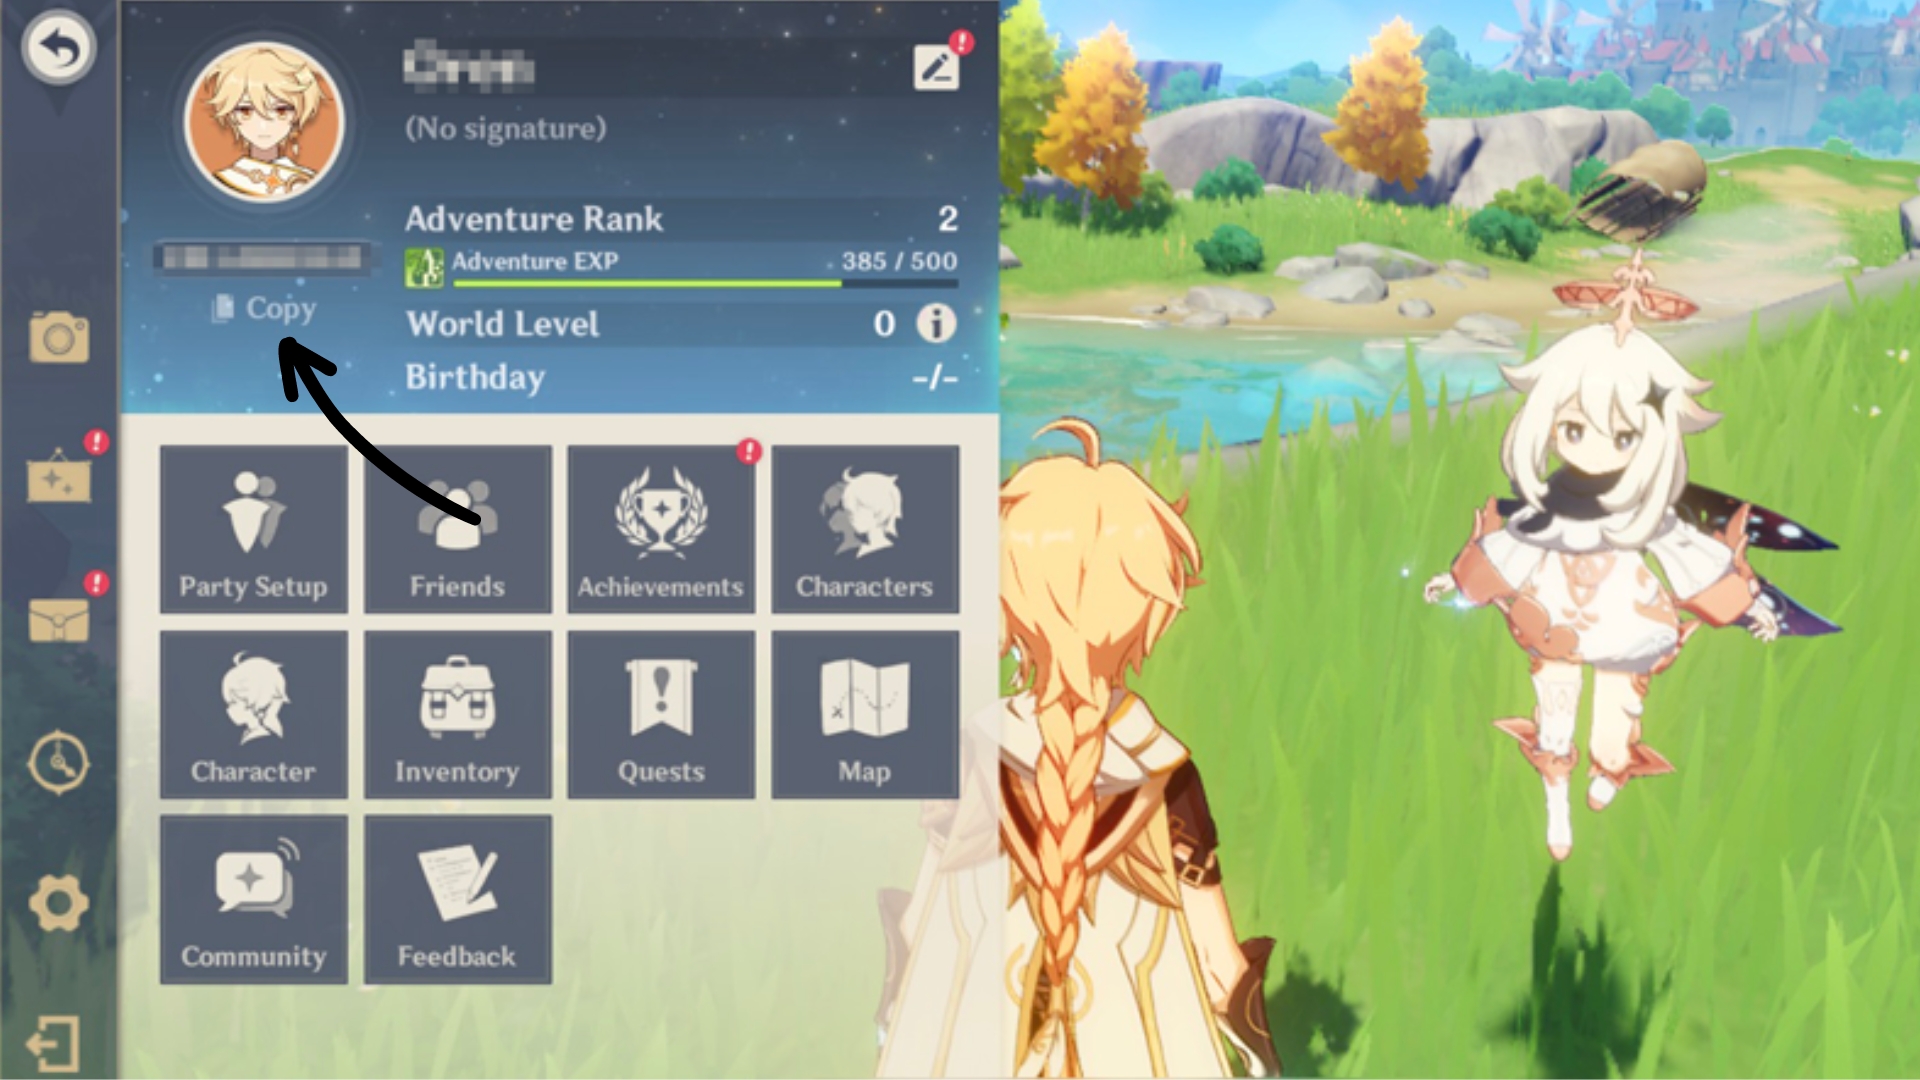 (No signature)
Adventure Rank 2
Adventure EXP 385 / 500
Copy
World Level 0
Birthday -/-
Party Setup
Friends
Achievements
Characters
Character
Inventory
Quests
Map
Community
Feedback